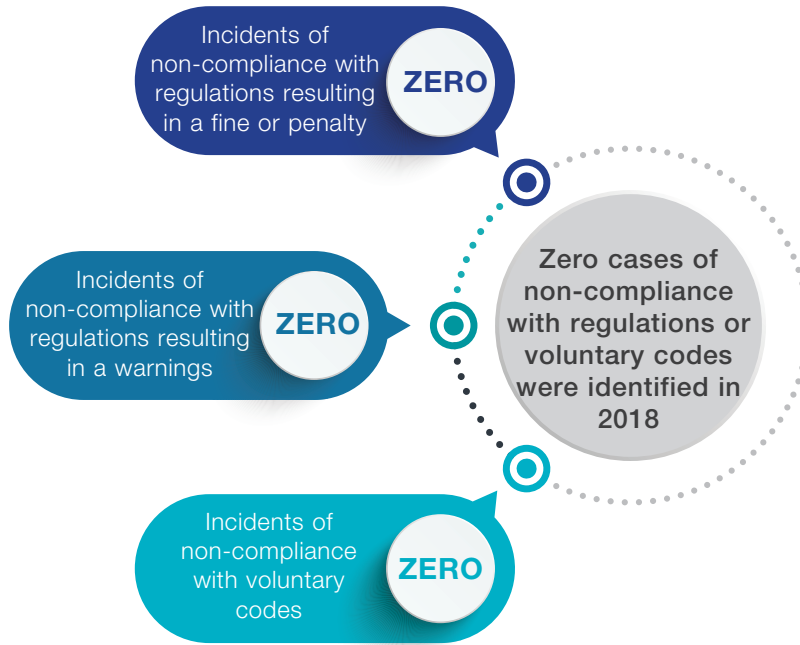 Incidents of
non-compliance with
regulations resulting
in a fine or penalty
ZERO
Incidents of
non-compliance with
regulations resulting
in a warnings
ZERO
Zero cases of
non-compliance
with regulations or
voluntary codes
were identified in
2018
Incidents of
non-compliance
with voluntary
codes
ZERO